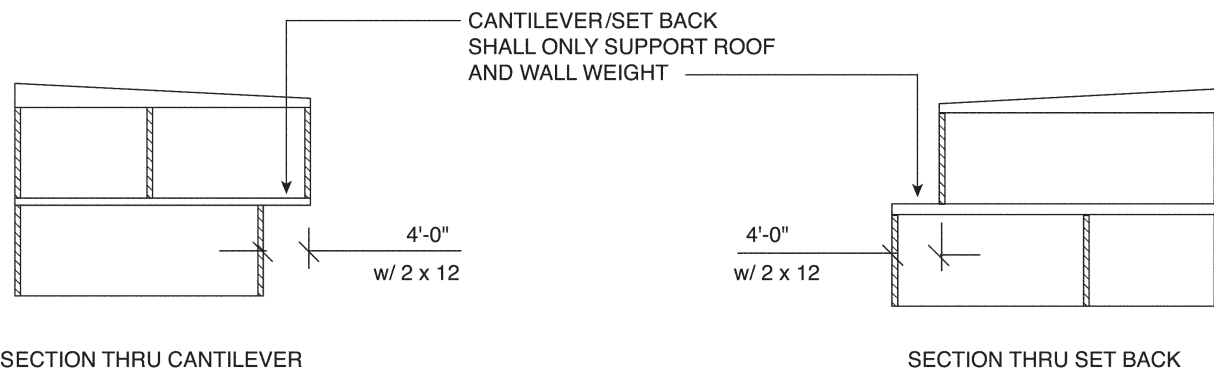 CANTILEVER/SET BACK
SHALL ONLY SUPPORT ROOF
AND WALL WEIGHT
4'-0"
w/ 2 x 12
4'-0"
w/ 2 x 12
SECTION THRU CANTILEVER
SECTION THRU SET BACK